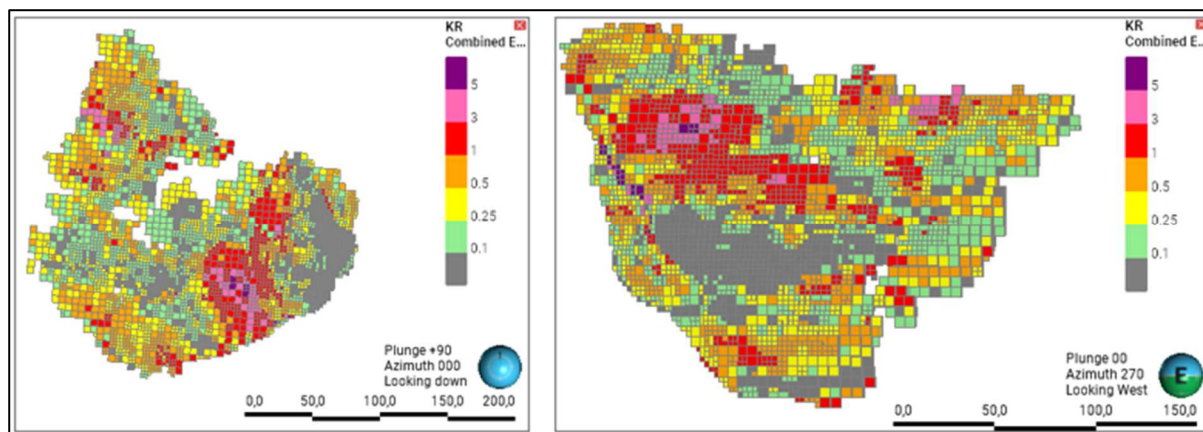 KR
Combined E...
5
3
1
0.5
0.25
0.1
Plunge +90
Azimuth 000
Looking down
0,0 50,0 100,0 150,0 200,0
KR
Combined E...
5
3
1
0.5
0.25
0.1
Plunge 00
Azimuth 270
Looking West
E
0,0 50,0 100,0 150,0